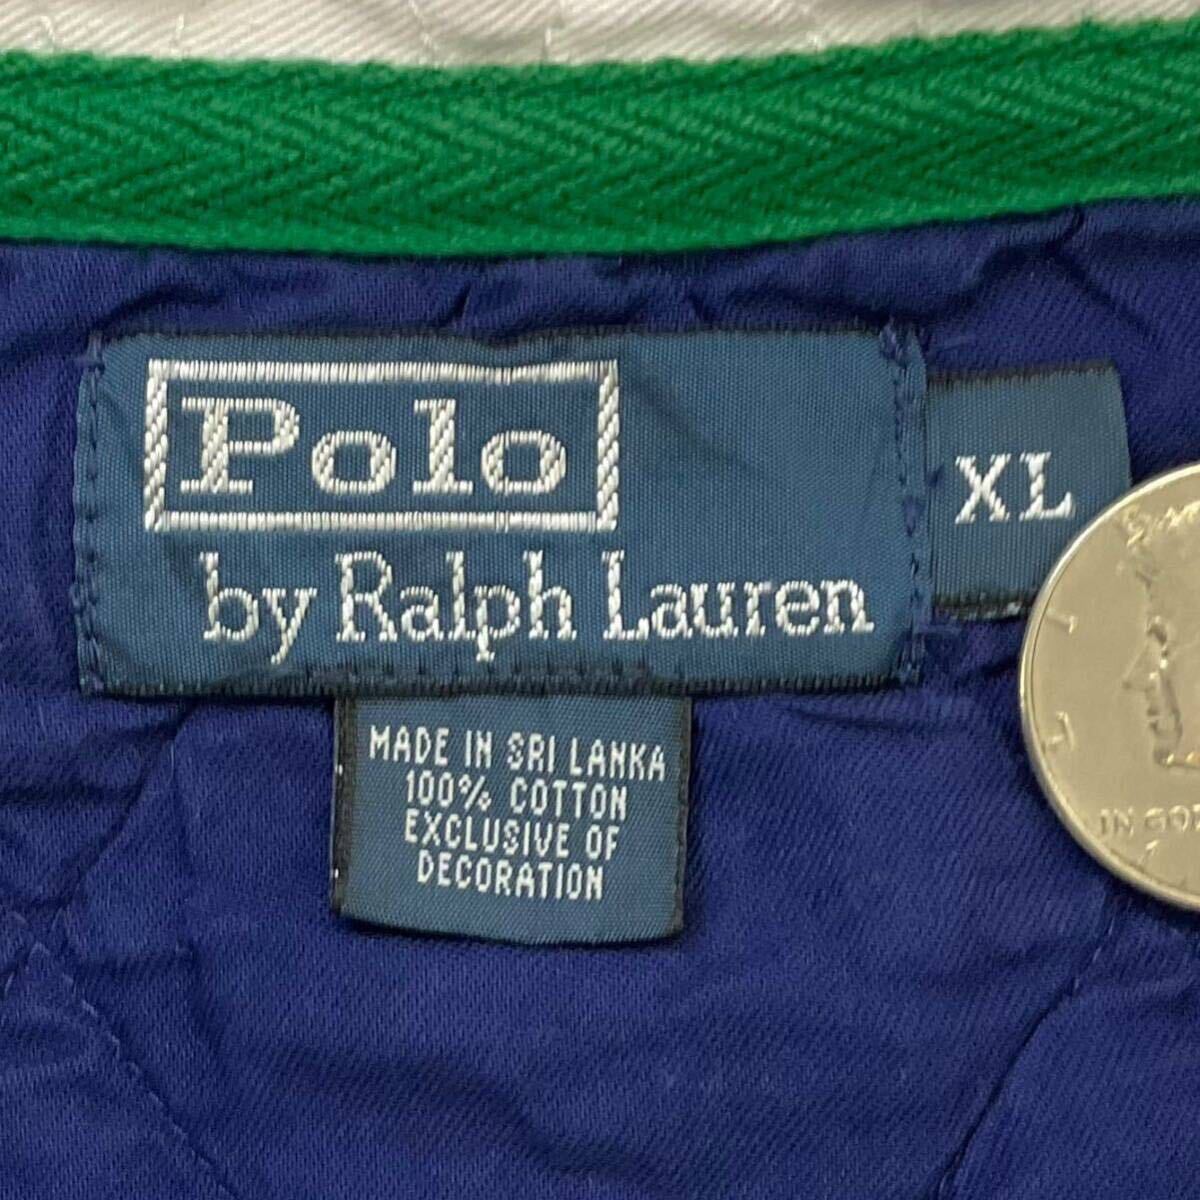 Polo
by Ralph Lauren
XL
MADE IN SRI LANKA
100% COTTON
EXCLUSIVE OF
DECORATION
IN GOD